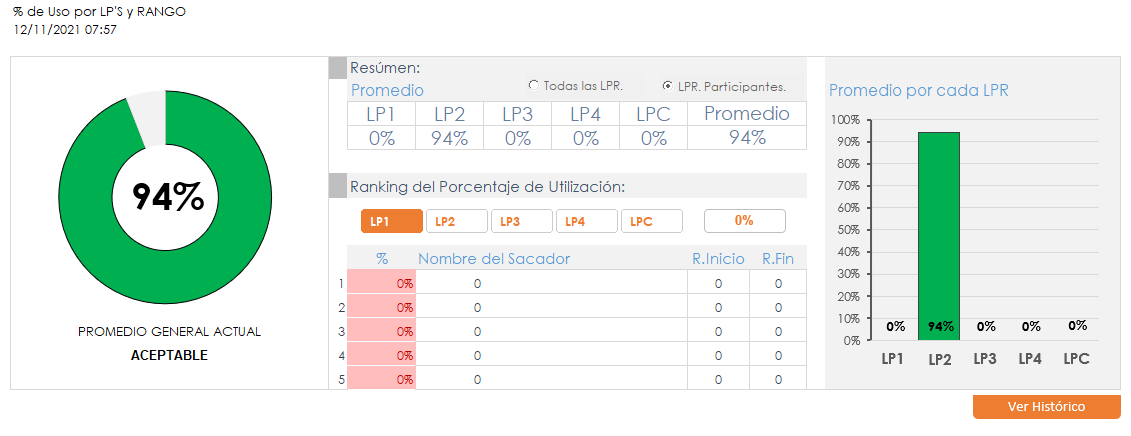 % de Uso por LP'S y RANGO
12/11/2021 07:57
94%
PROMEDIO GENERAL ACTUAL
ACEPTABLE
Resúmen:
Promedio
Todas las LPR.
LPR. Participantes.
LP1 LP2 LP3 LP4 LPC Promedio
0% 94% 0% 0% 0% 94%
Ranking del Porcentaje de Utilización:
LP1 LP2 LP3 LP4 LPC 0%
% Nombre del Sacador R.Inicio R.Fin
1 0% 0 0 0
2 0% 0 0 0
3 0% 0 0 0
4 0% 0 0 0
5 0% 0 0 0
Promedio por cada LPR
100%
90%
80%
70%
60%
50%
40%
30%
20%
10%
0%
0% 94% 0% 0% 0%
LP1 LP2 LP3 LP4 LPC
Ver Histórico